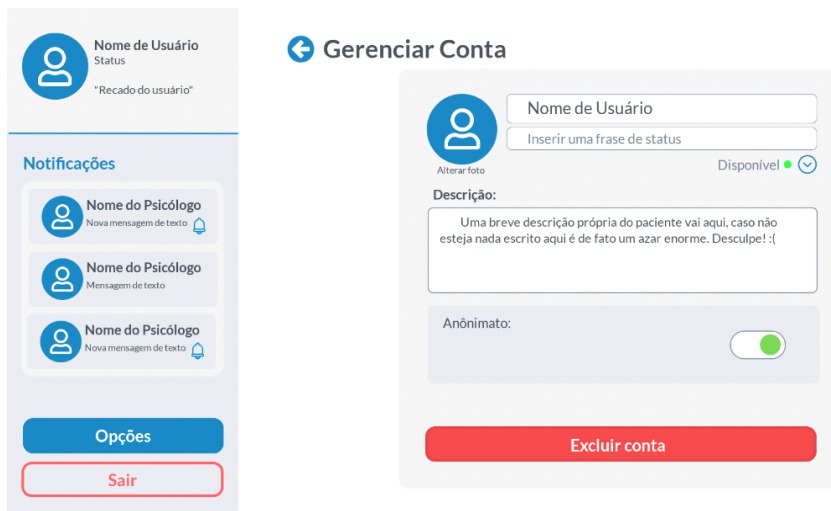 Nome de Usuário
Status
"Recado do usuário"
Notificações
Nome do Psicólogo
Nova mensagem de texto
Nome do Psicólogo
Mensagem de texto
Nome do Psicólogo
Nova mensagem de texto
Opções
Sair
Gerenciar Conta
Nome de Usuário
Inserir uma frase de status
Alterar foto
Disponível
Descrição:
Uma breve descrição própria do paciente vai aqui, caso não
esteja nada escrito aqui é de fato um azar enorme. Desculpe! :(
Anônimato:
Excluir conta